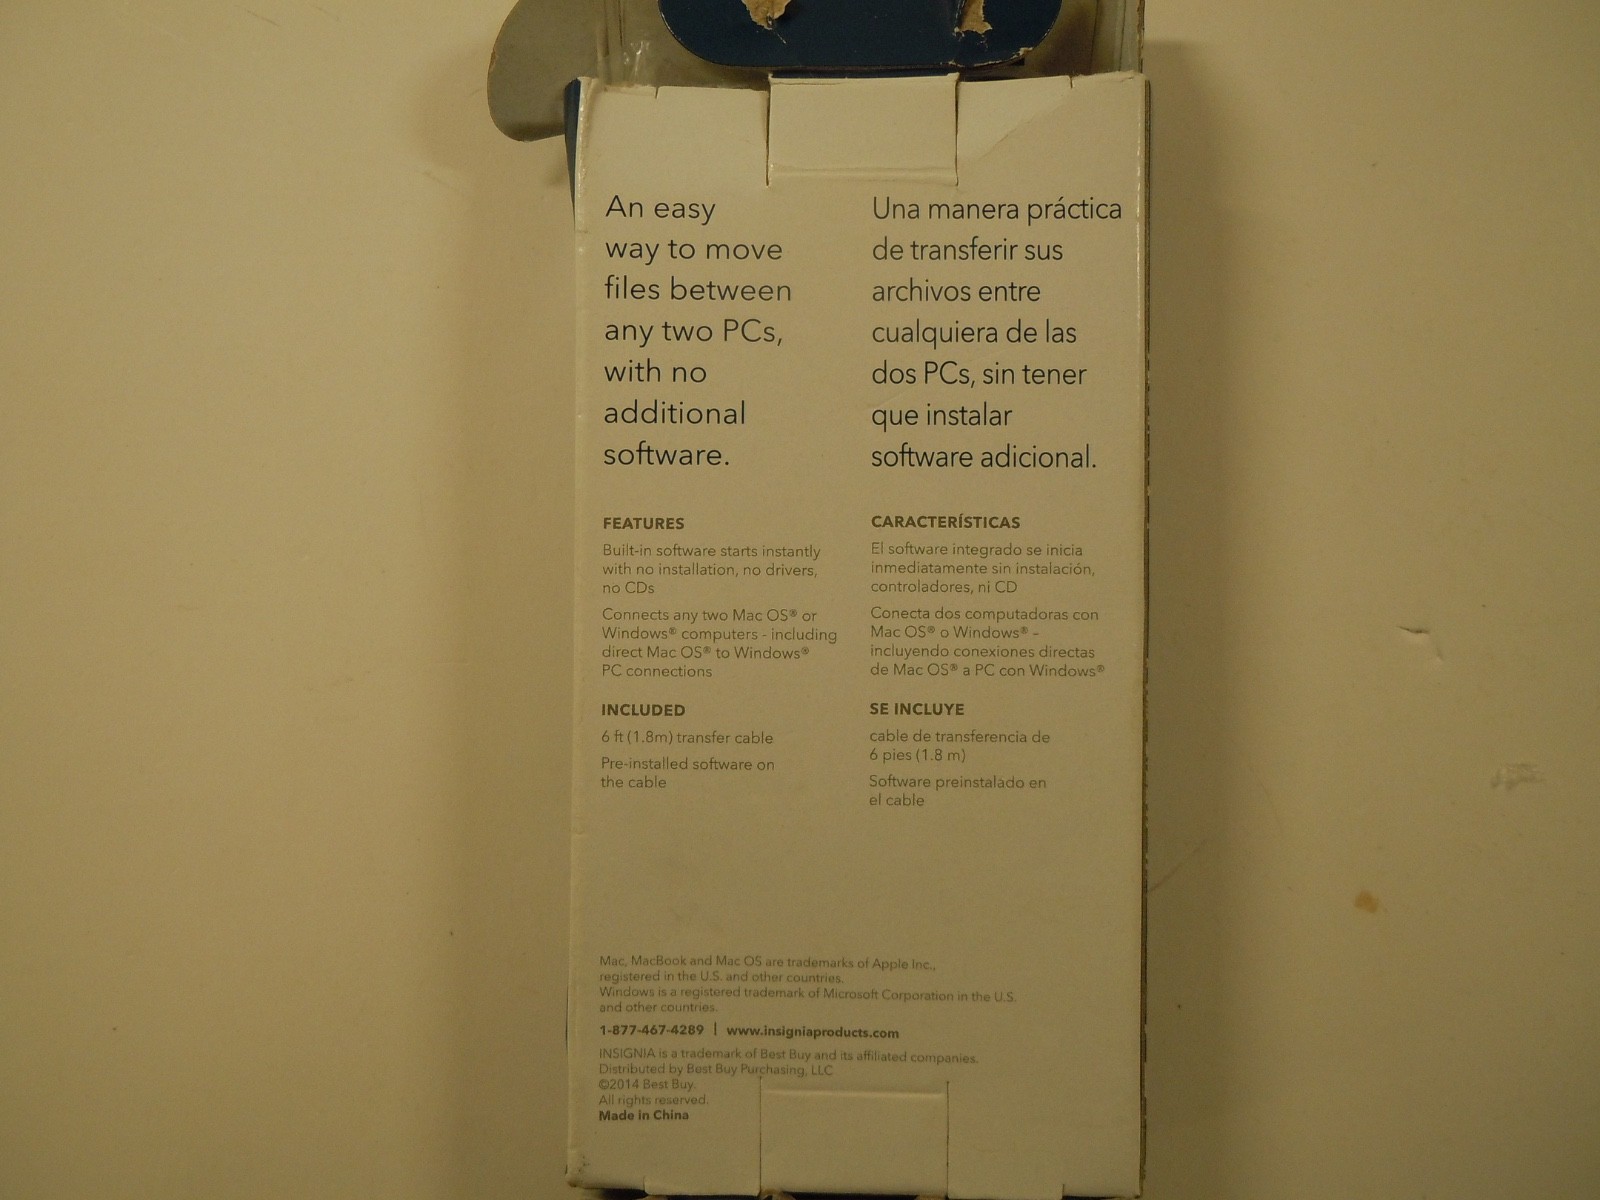 An easy
way to move
files between
any two PCs,
with no
additional
software.
Una manera práctica
de transferir sus
archivos entre
cualquiera de las
dos PCs, sin tener
que instalar
software adicional.
FEATURES
Built-in software starts instantly
with no installation, no drivers,
no CDs
Connects any two Mac OS® or
Windows® computers - including
direct Mac OS® to Windows®
PC connections
INCLUDED
6 ft (1.8m) transfer cable
Pre-installed software on
the cable
CARACTERÍSTICAS
El software integrado se inicia
inmediatamente sin instalación,
controladores, ni CD
Conecta dos computadoras con
Mac OS® o Windows® -
incluyendo conexiones directas
de Mac OS® a PC con Windows®
SE INCLUYE
cable de transferencia de
6 pies (1.8 m)
Software preinstalado en
el cable
Mac, MacBook and Mac OS are trademarks of Apple Inc.,
registered in the U.S. and other countries.
Windows is a registered trademark of Microsoft Corporation in the U.S.
and other countries.
1-877-467-4289 | www.insigniaproducts.com
INSIGNIA is a trademark of Best Buy and its affiliated companies.
Distributed by Best Buy Purchasing, LLC
©2014 Best Buy.
All rights reserved.
Made in China